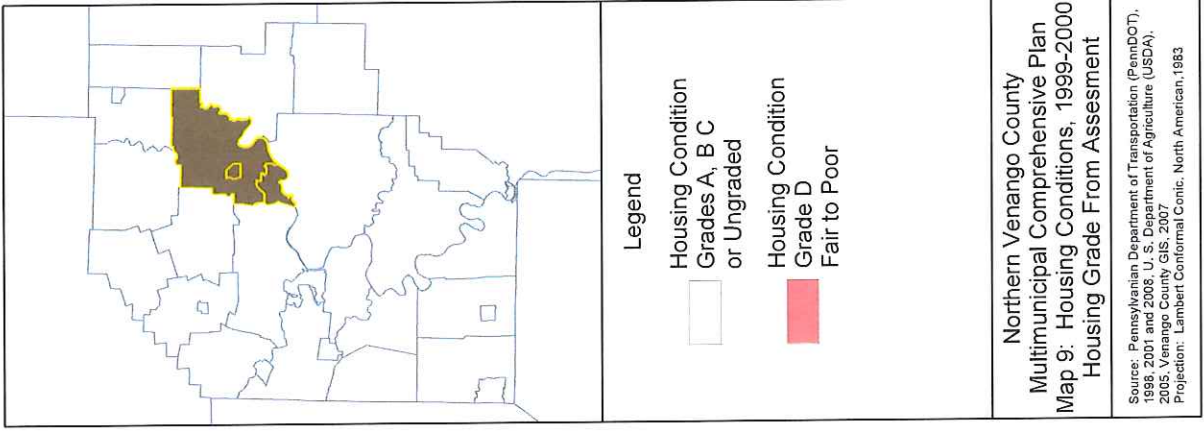 Legend
Housing Condition
Grades A, B C
or Ungraded
Housing Condition
Grade D
Fair to Poor
Northern Venango County
Multimunicipal Comprehensive Plan
Map 9: Housing Conditions, 1999-2000
Housing Grade From Assesment
Source: Pennsylvanian Department of Transportation (PennDOT),
1998, 2001 and 2008, U. S. Department of Agriculture (USDA),
2005, Venango County GIS, 2007
Projection: Lambert Conformal Conic, North American,1983